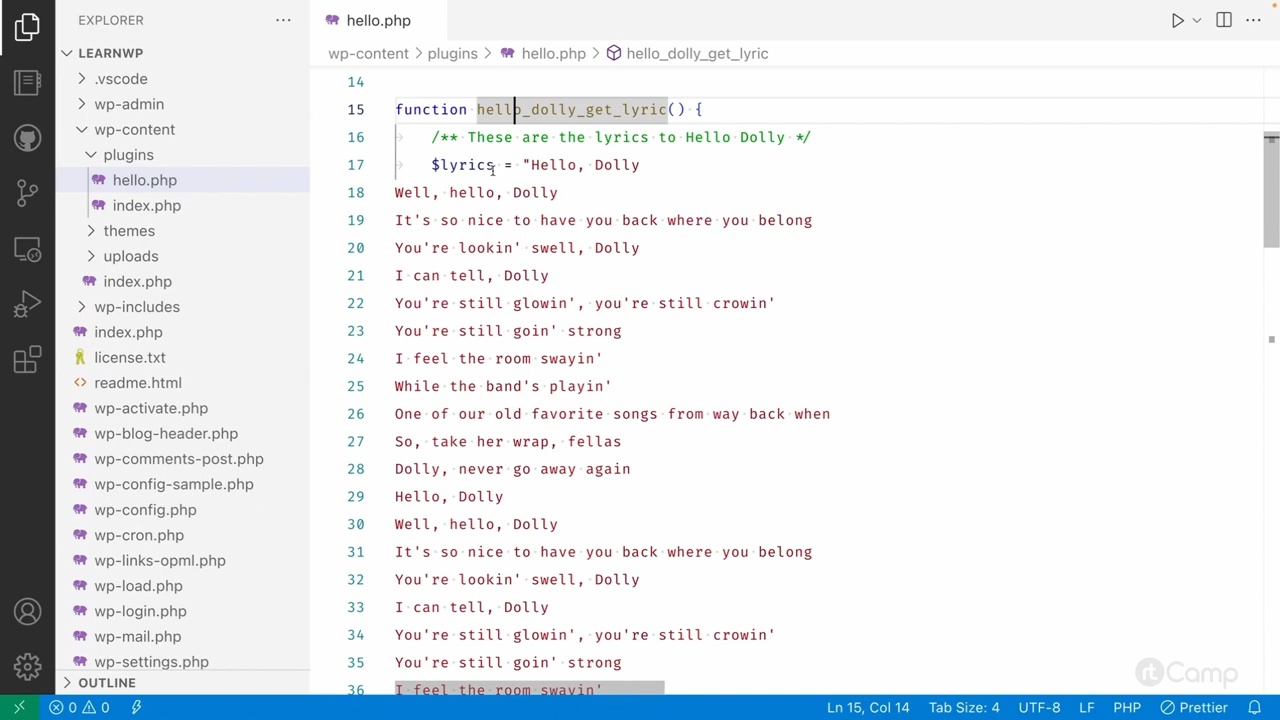 EXPLORER
LEARNWP
.vscode
wp-admin
wp-content
plugins
hello.php
index.php
themes
uploads
index.php
wp-includes
index.php
license.txt
readme.html
wp-activate.php
wp-blog-header.php
wp-comments-post.php
wp-config-sample.php
wp-config.php
wp-cron.php
wp-links-opml.php
wp-load.php
wp-login.php
wp-mail.php
wp-settings.php
OUTLINE
hello.php
wp-content > plugins > hello.php > hello_dolly_get_lyric
14
15 function hello_dolly_get_lyric() {
16 /** These are the lyrics to Hello Dolly */
17 $lyrics = "Hello, Dolly
18 Well, hello, Dolly
19 It's so nice to have you back where you belong
20 You're lookin' swell, Dolly
21 I can tell, Dolly
22 You're still glowin', you're still crowin'
23 You're still goin' strong
24 I feel the room swayin'
25 While the band's playin'
26 One of our old favorite songs from way back when
27 So, take her wrap, fellas
28 Dolly, never go away again
29 Hello, Dolly
30 Well, hello, Dolly
31 It's so nice to have you back where you belong
32 You're lookin' swell, Dolly
33 I can tell, Dolly
34 You're still glowin', you're still crowin'
35 You're still goin' strong
36 I feel the room swayin'
rtCamp
0 0 Ln 15, Col 14 Tab Size: 4 UTF-8 LF PHP Prettier